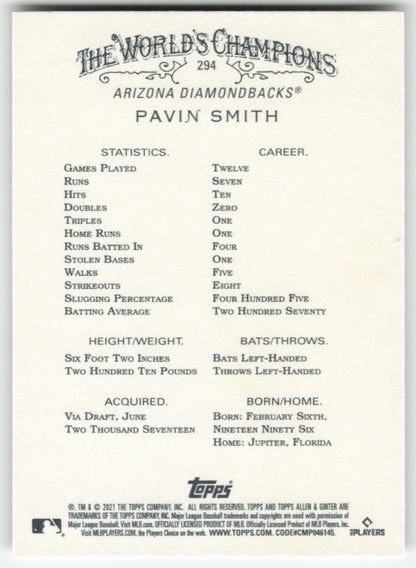 THE WORLD'S CHAMPIONS
294
ARIZONA DIAMONDBACKS®
PAVIN SMITH
STATISTICS. CAREER.
GAMES PLAYED TWELVE
RUNS SEVEN
HITS TEN
DOUBLES ZERO
TRIPLES ONE
HOME RUNS ONE
RUNS BATTED IN FOUR
STOLEN BASES ONE
WALKS FIVE
STRIKEOUTS EIGHT
SLUGGING PERCENTAGE FOUR HUNDRED FIVE
BATTING AVERAGE TWO HUNDRED SEVENTY
HEIGHT/WEIGHT. BATS/THROWS.
SIX FOOT TWO INCHES BATS LEFT-HANDED
TWO HUNDRED TEN POUNDS THROWS LEFT-HANDED
ACQUIRED. BORN/HOME.
VIA DRAFT, JUNE BORN: FEBRUARY SIXTH,
TWO THOUSAND SEVENTEEN NINETEEN NINETY SIX
HOME: JUPITER, FLORIDA
Topps
®, TM & © 2021 THE TOPPS COMPANY, INC. ALL RIGHTS RESERVED. TOPPS AND TOPPS ALLEN & GINTER ARE
TRADEMARKS OF THE TOPPS COMPANY, INC. Major League Baseball trademarks and copyrights are used with permission of
Major League Baseball. Visit MLB.com. OFFICIALLY LICENSED PRODUCT OF MLB PLAYERS, INC.
Visit MLBPLAYERS.COM, the Players Choice on the web. WWW.TOPPS.COM. CODE#CMP046145.
PLAYERS